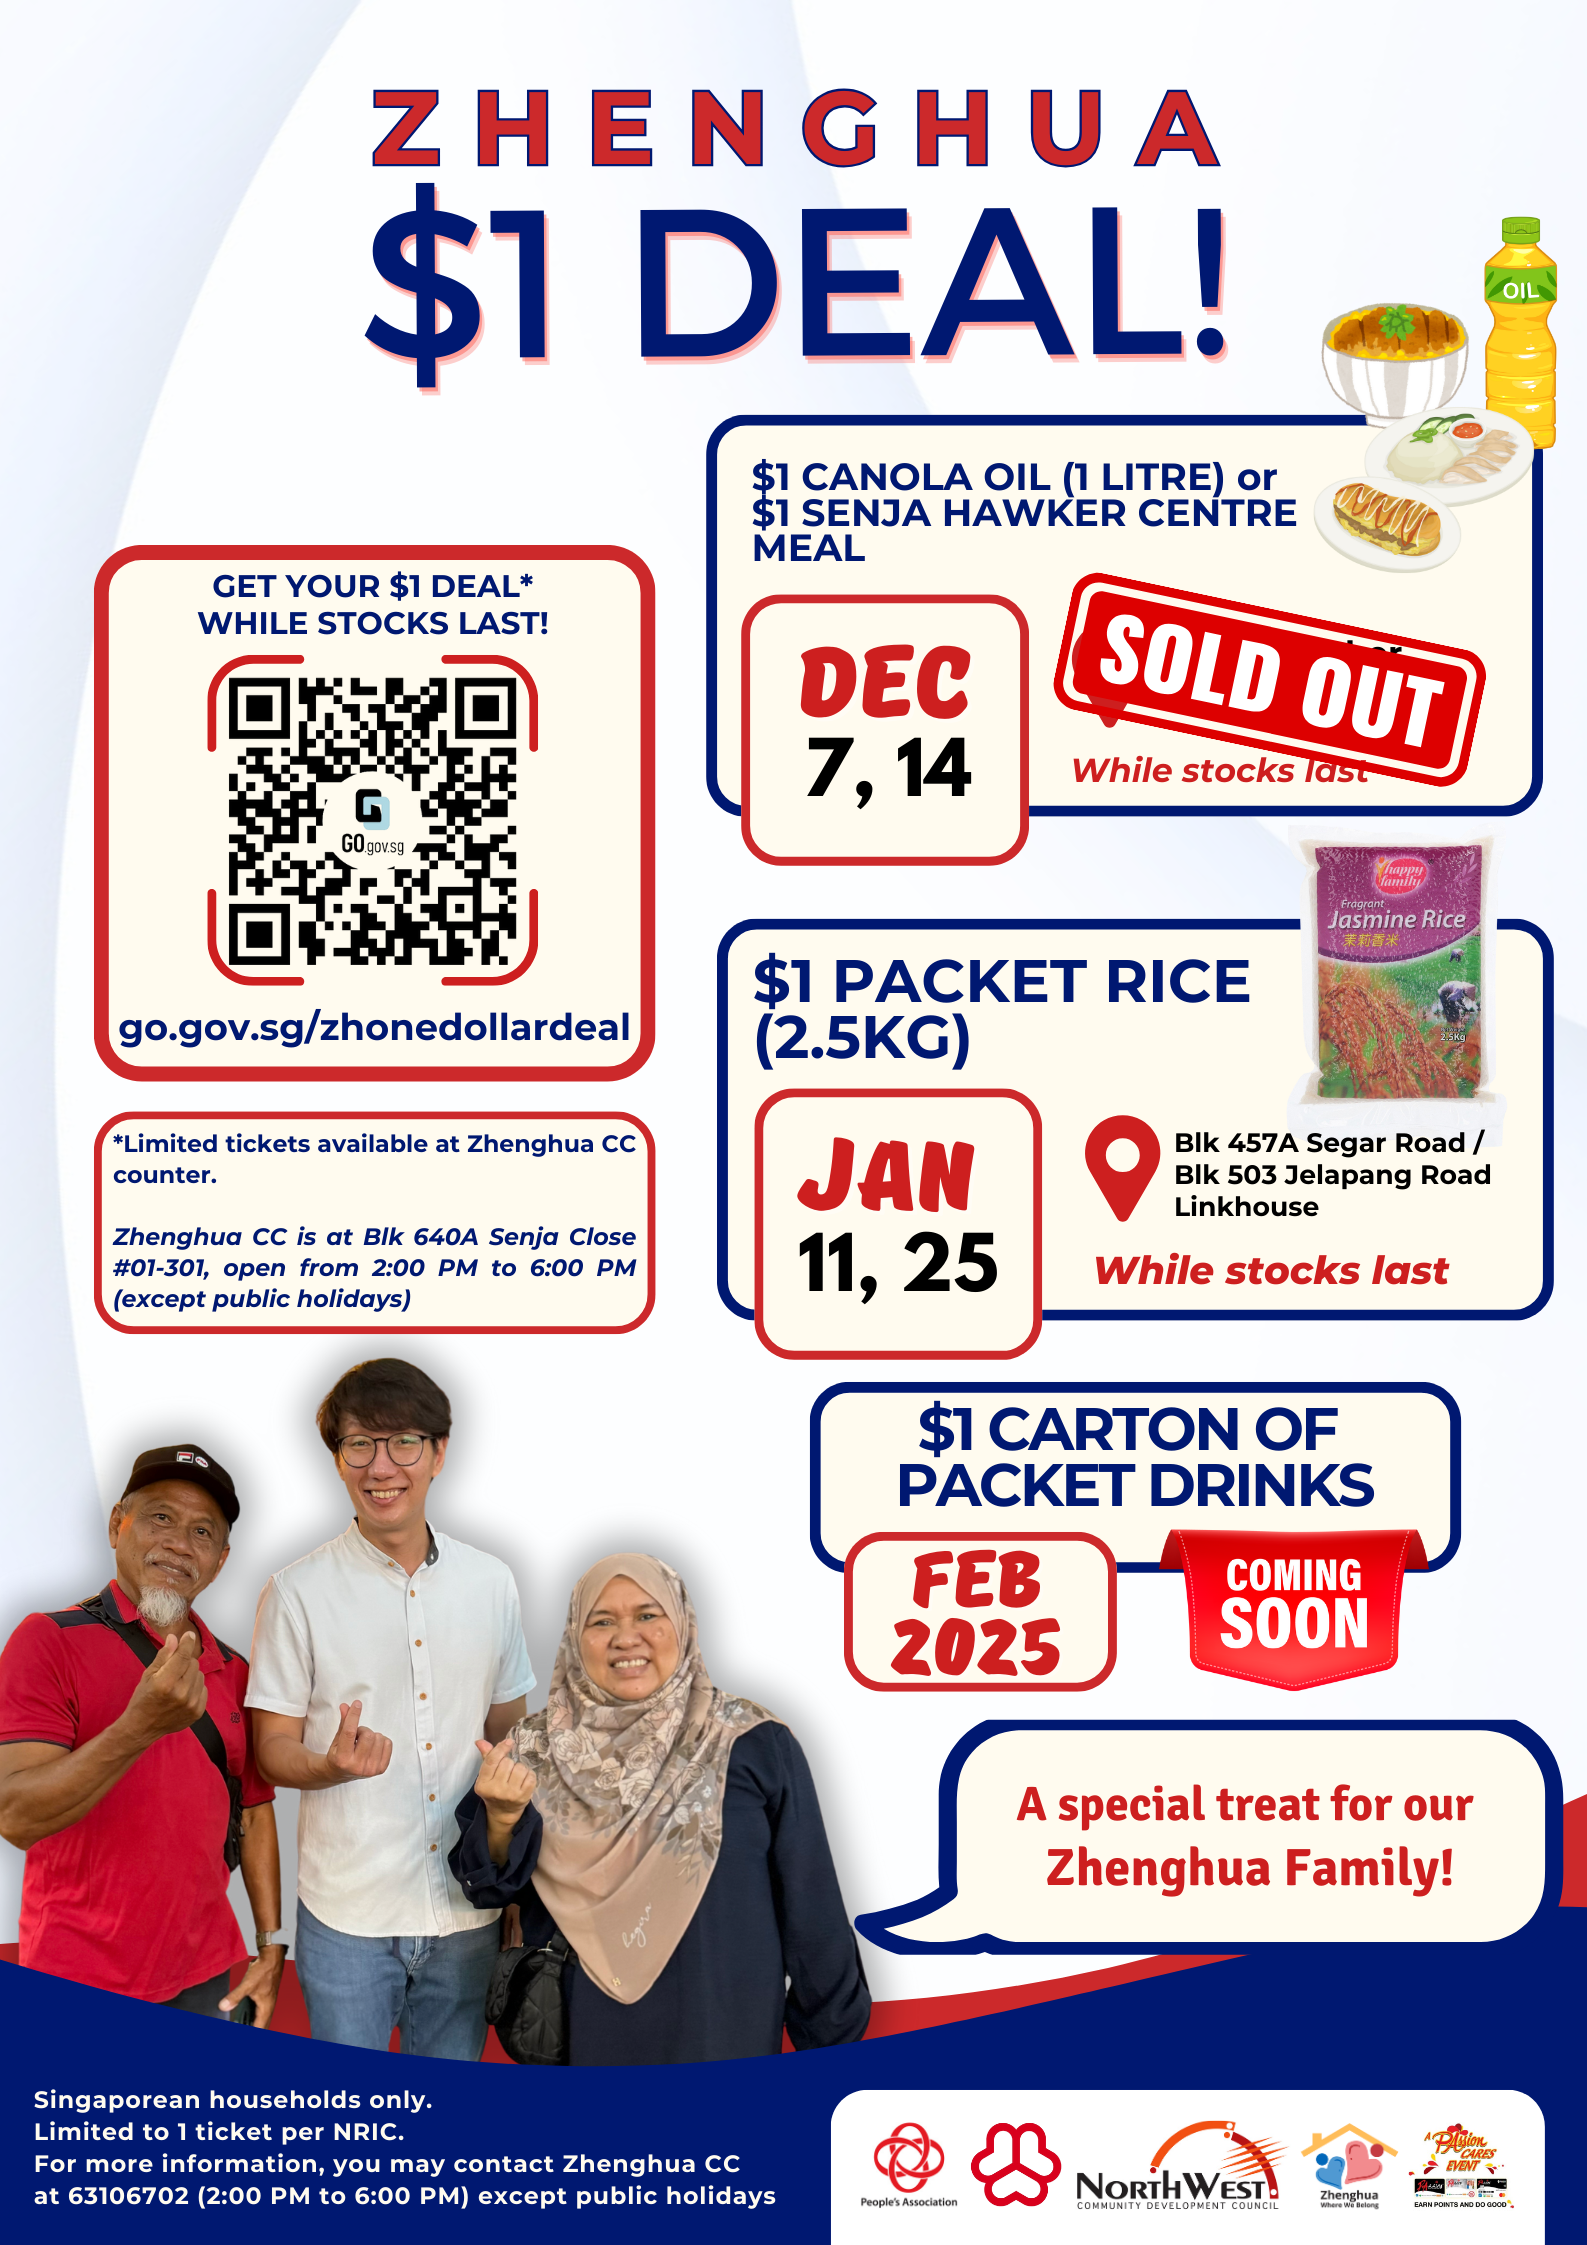 ZHENGHUA
$1 DEAL!
OIL
$1 CANOLA OIL (1 LITRE) or
$1 SENJA HAWKER CENTRE
MEAL
DEC
7, 14
SOLD OUT
While stocks last
GET YOUR $1 DEAL*
WHILE STOCKS LAST!
GO.gov.sg
go.gov.sg/zhonedollardeal
*Limited tickets available at Zhenghua CC
counter.
Zhenghua CC is at Blk 640A Senja Close
#01-301, open from 2:00 PM to 6:00 PM
(except public holidays)
happy
family
Fragrant
Jasmine Rice
茉莉香米
2.5Kg
$1 PACKET RICE
(2.5KG)
JAN
11, 25
Blk 457A Segar Road /
Blk 503 Jelapang Road
Linkhouse
While stocks last
$1 CARTON OF
PACKET DRINKS
FEB
2025
COMING
SOON
A special treat for our
Zhenghua Family!
Singaporean households only.
Limited to 1 ticket per NRIC.
For more information, you may contact Zhenghua CC
at 63106702 (2:00 PM to 6:00 PM) except public holidays
People's Association
NORTHWEST
COMMUNITY DEVELOPMENT COUNCIL
Zhenghua
Where We Belong
A PAssion
CARES
EVENT
EARN POINTS AND DO GOOD